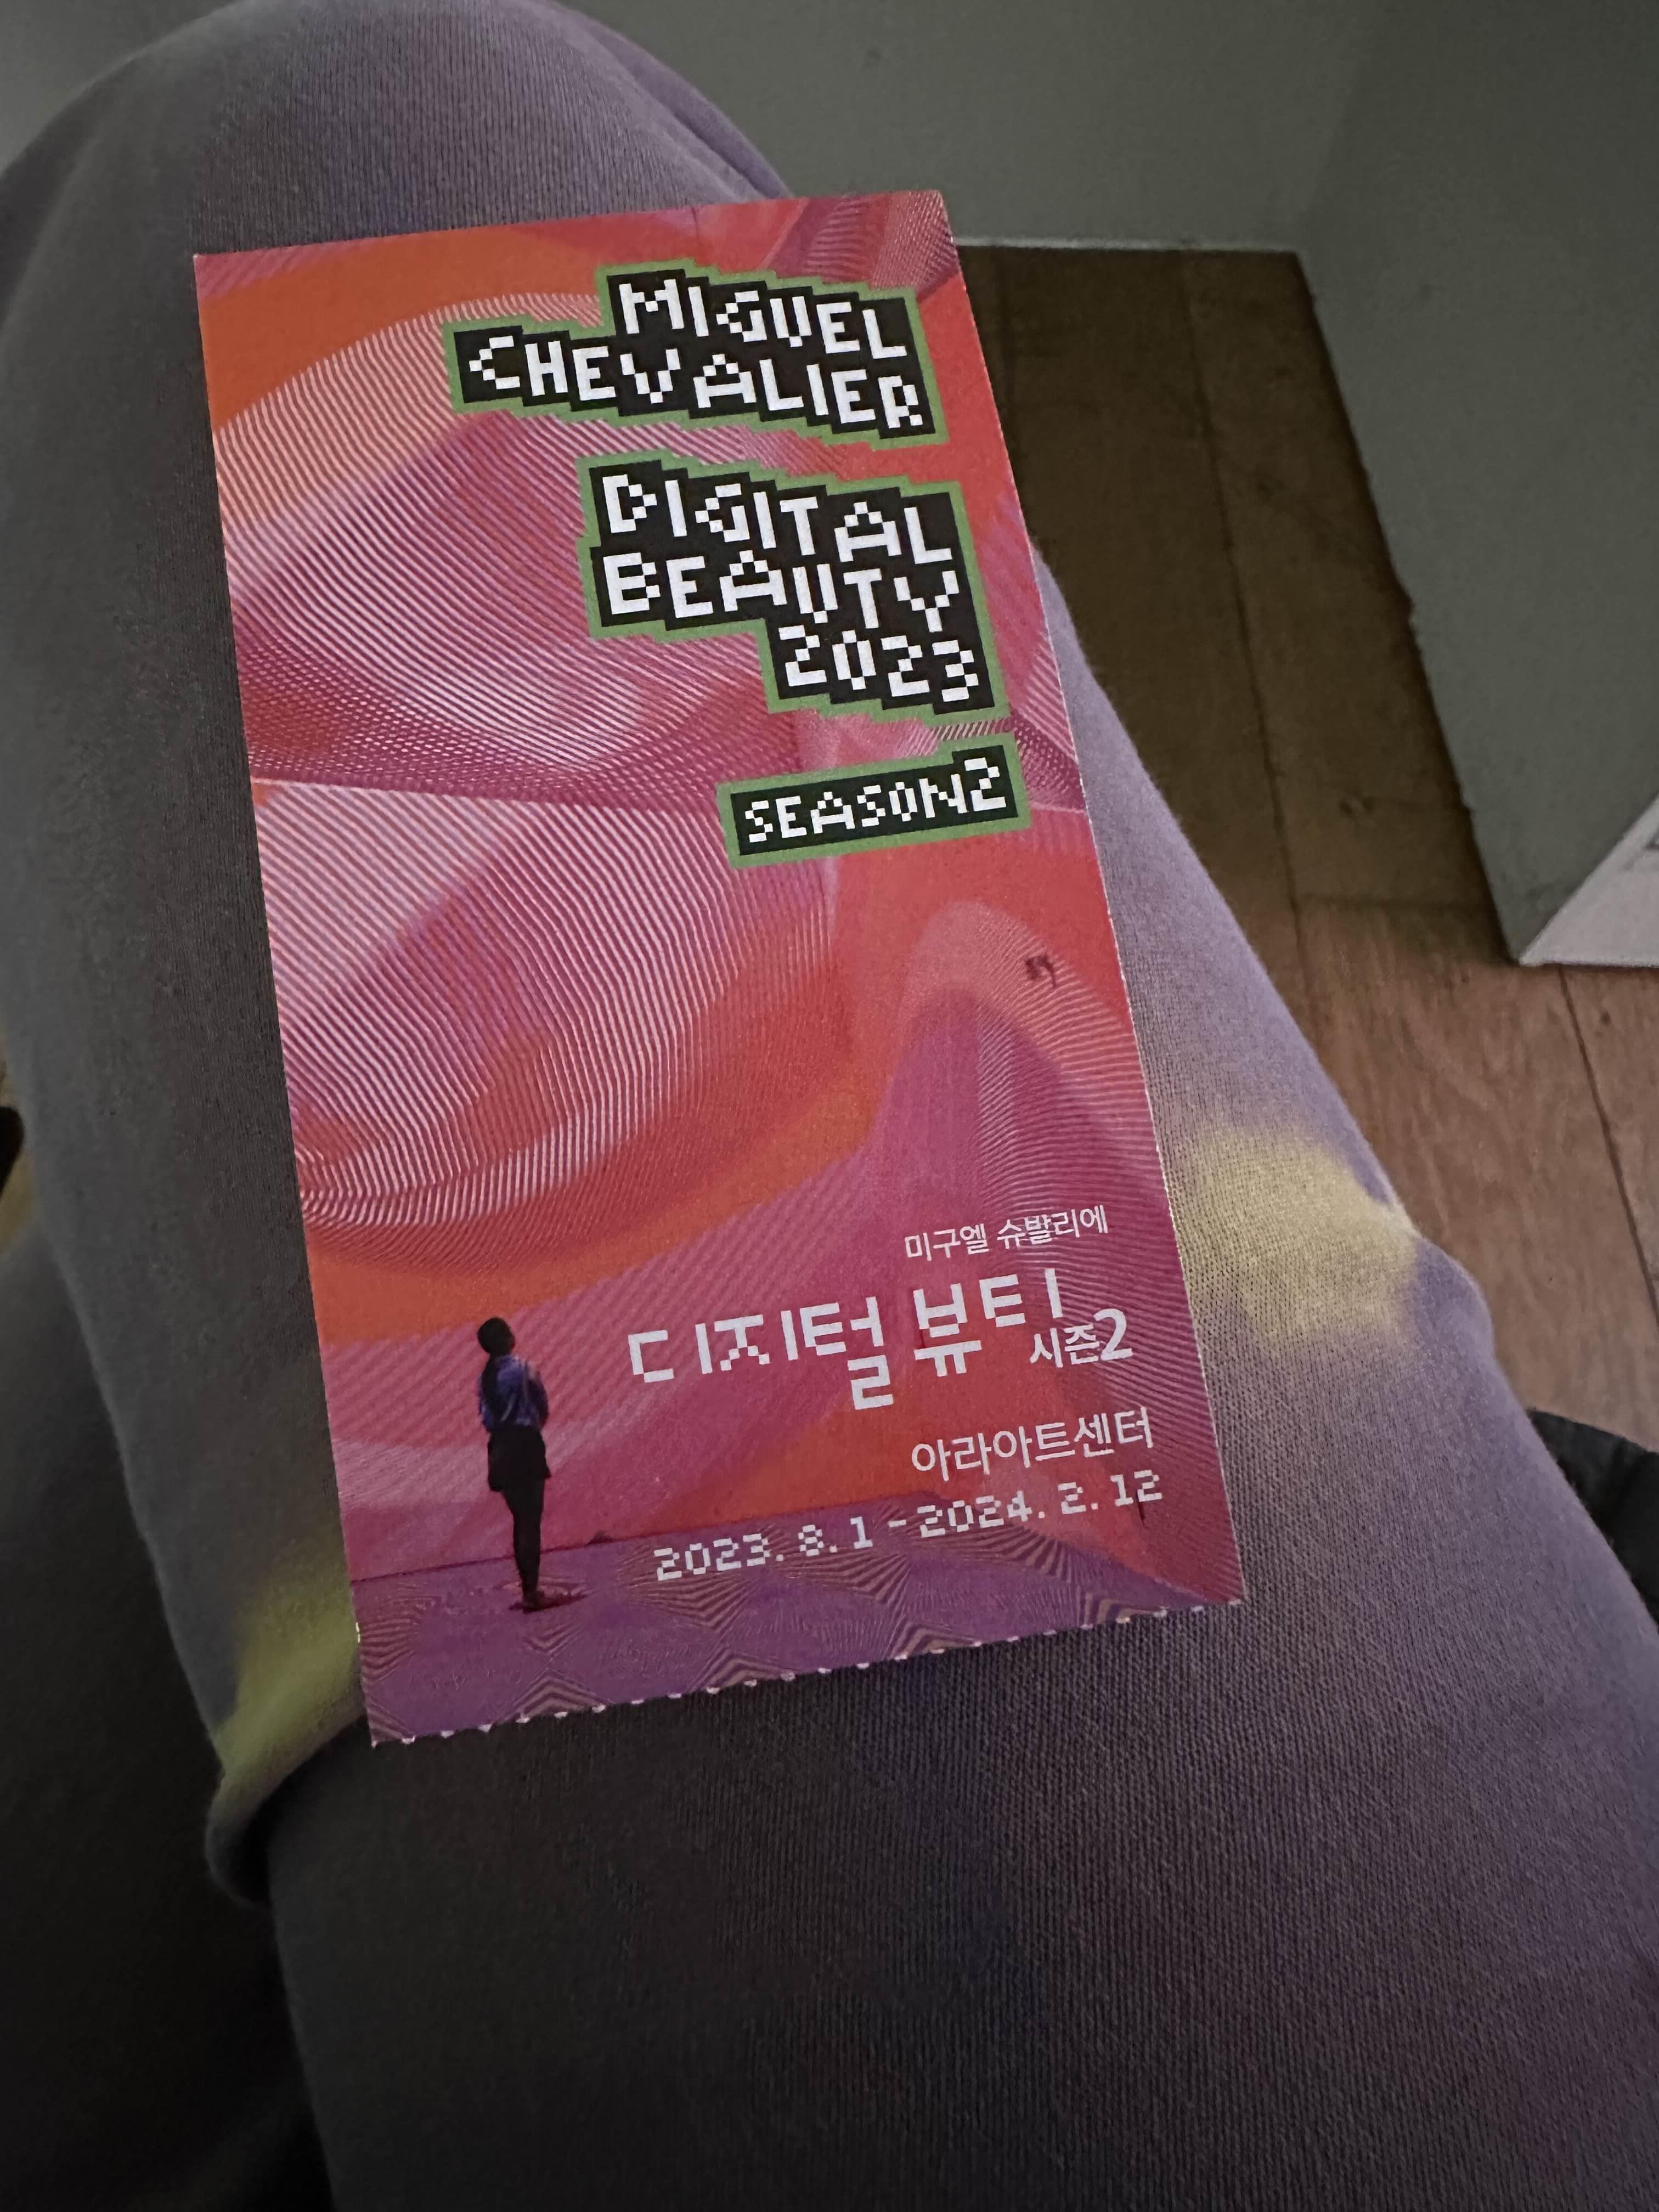 MIGUEL
CHEVALIER
DIGITAL
BEAUTY
2023
SEASON2
미구엘 슈발리에
디지털 뷰티
시즌2
아라아트센터
2023. 8. 1 - 2024. 2. 12